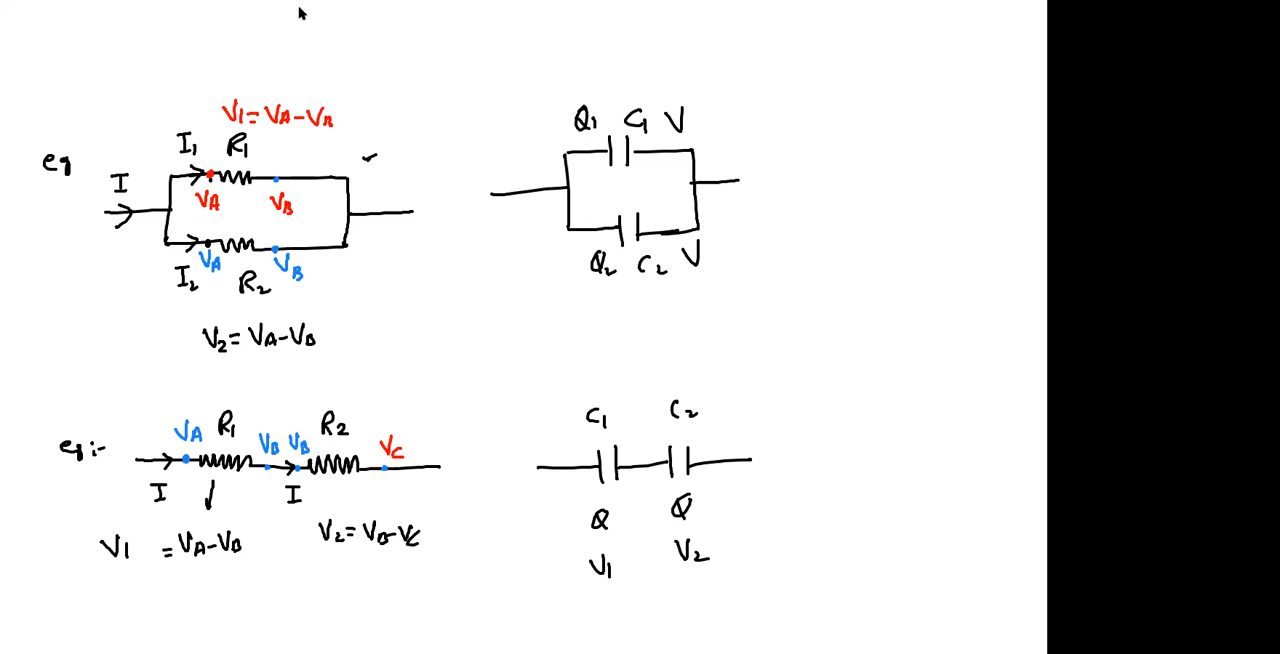 V1 = VA - VB
Q1 C1 V
I1 R1
eg
I
VA VB
VA VB
I2 R2
Q2 C2 V
V2 = VA - VB
C1 C2
eg:-
VA R1 VB VB R2 VC
I I
Q Q
V1 = VA - VB
V2 = VB - VC
V1 V2